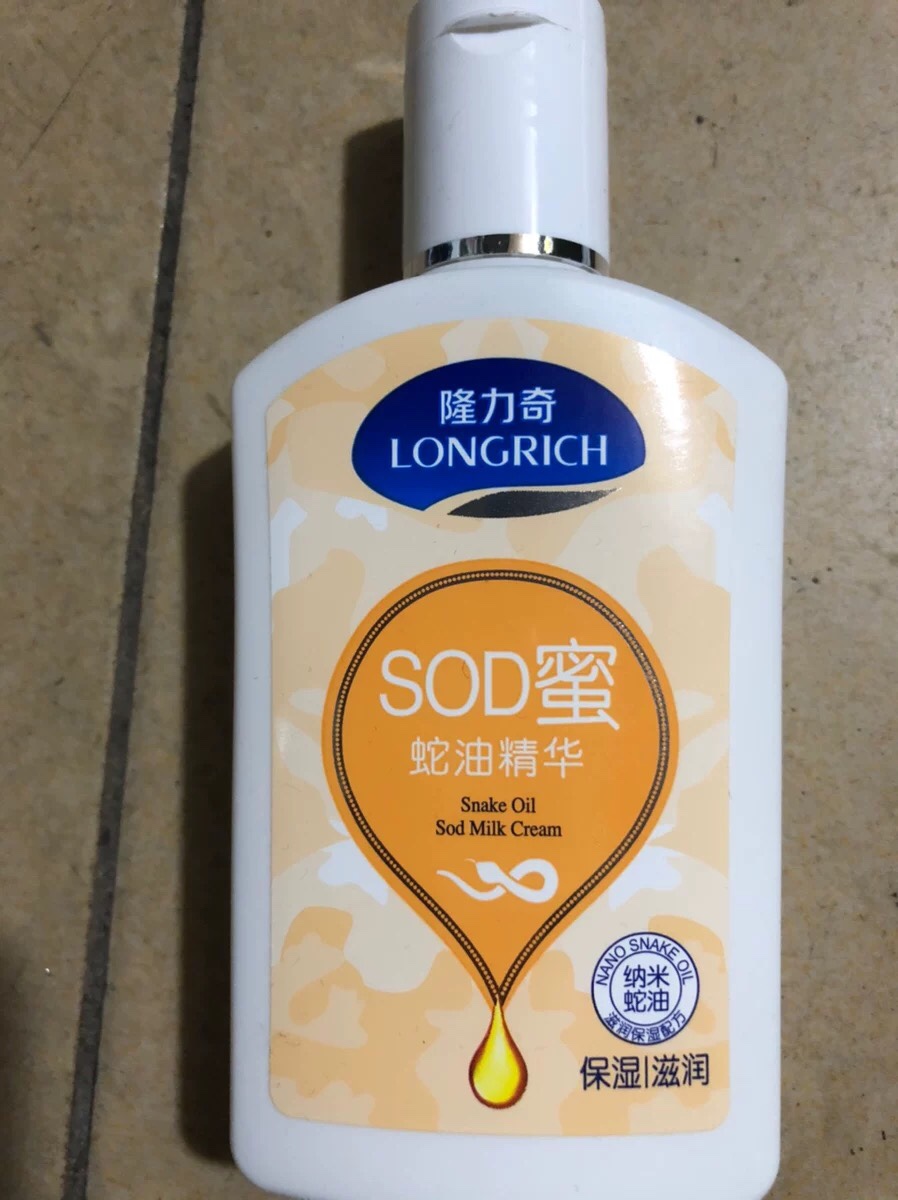 隆力奇
LONGRICH
SOD蜜
蛇油精华
Snake Oil
Sod Milk Cream
NANO SNAKE OIL
纳米
蛇油
滋润保湿配方
保湿|滋润